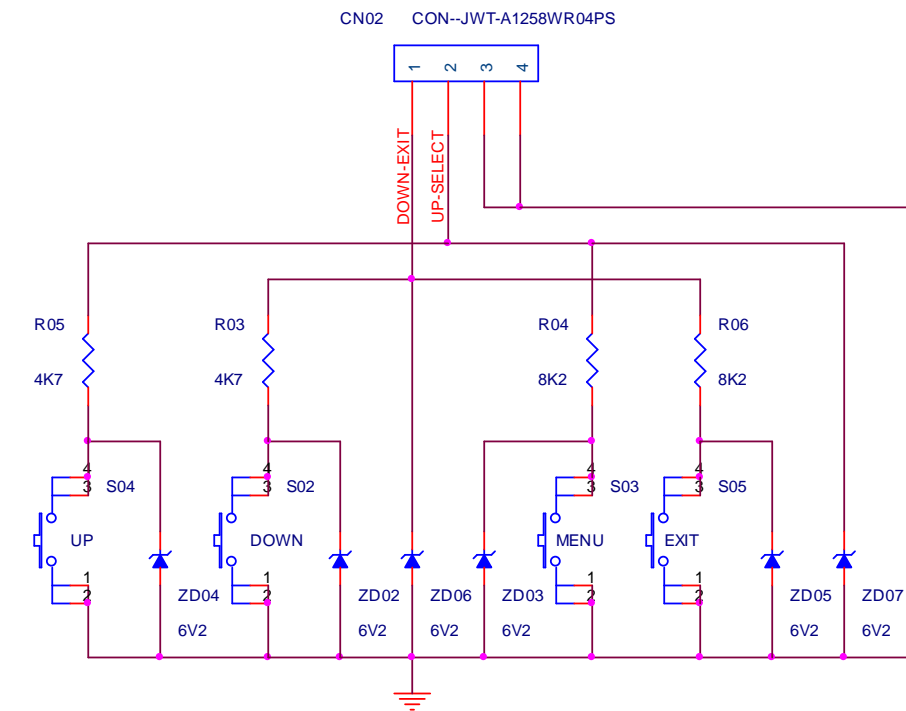 CN02 CON--JWT-A1258WR04PS
1 2 3 4
DOWN-EXIT
UP-SELECT
R05 R03 R04 R06
4K7 4K7 8K2 8K2
4 4 4 4
3 S04 3 S02 3 S03 3 S05
UP DOWN MENU EXIT
1 1 1 1
2 ZD04 2 ZD02 ZD06 ZD03 2 2 ZD05 ZD07
6V2 6V2 6V2 6V2 6V2 6V2